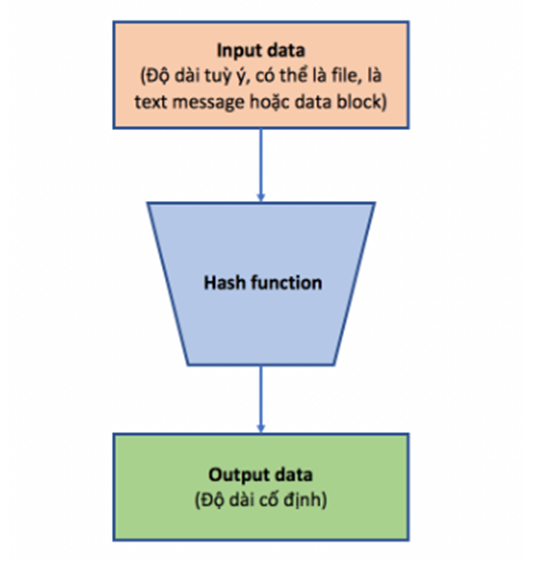 Input data
(Độ dài tuỳ ý, có thể là file, là
text message hoặc data block)
Hash function
Output data
(Độ dài cố định)